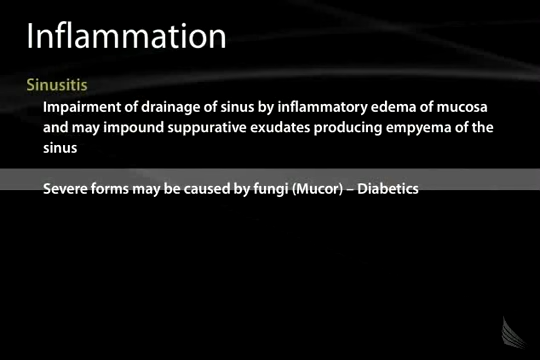 Inflammation
Sinusitis
Impairment of drainage of sinus by inflammatory edema of mucosa
and may impound suppurative exudates producing empyema of the
sinus
Severe forms may be caused by fungi (Mucor) – Diabetics